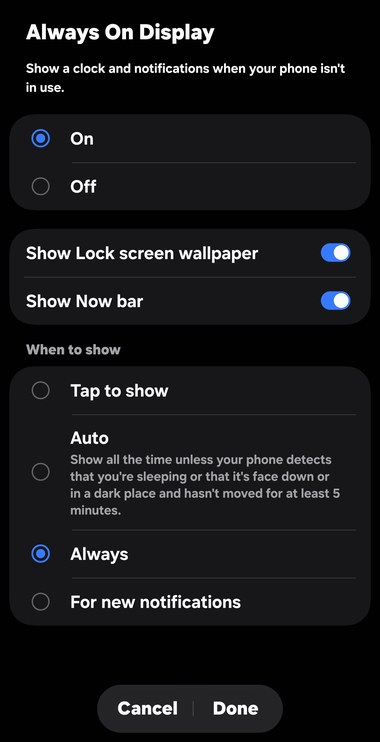 Always On Display
Show a clock and notifications when your phone isn't
in use.
On
Off
Show Lock screen wallpaper
Show Now bar
When to show
Tap to show
Auto
Show all the time unless your phone detects
that you're sleeping or that it's face down or
in a dark place and hasn't moved for at least 5
minutes.
Always
For new notifications
Cancel
Done